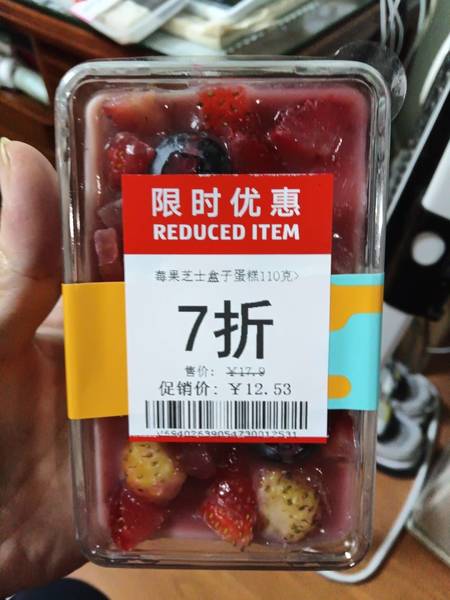 限时优惠
REDUCED ITEM
莓果芝士盒子蛋糕110克>
7折
售价: ¥17.9
促销价: ¥12.53